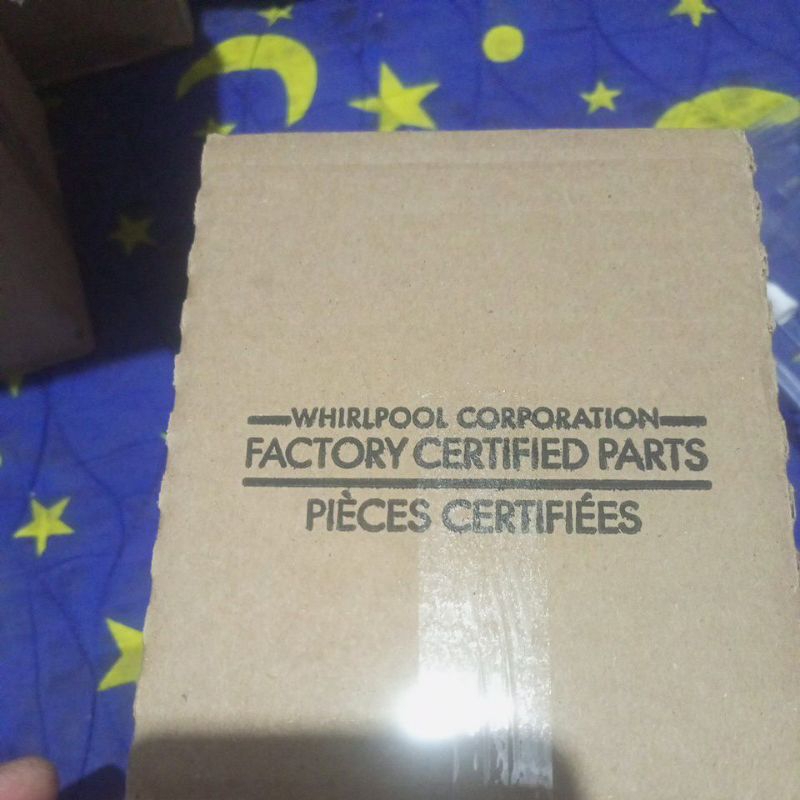 WHIRLPOOL CORPORATION
FACTORY CERTIFIED PARTS
PIÈCES CERTIFIÉES